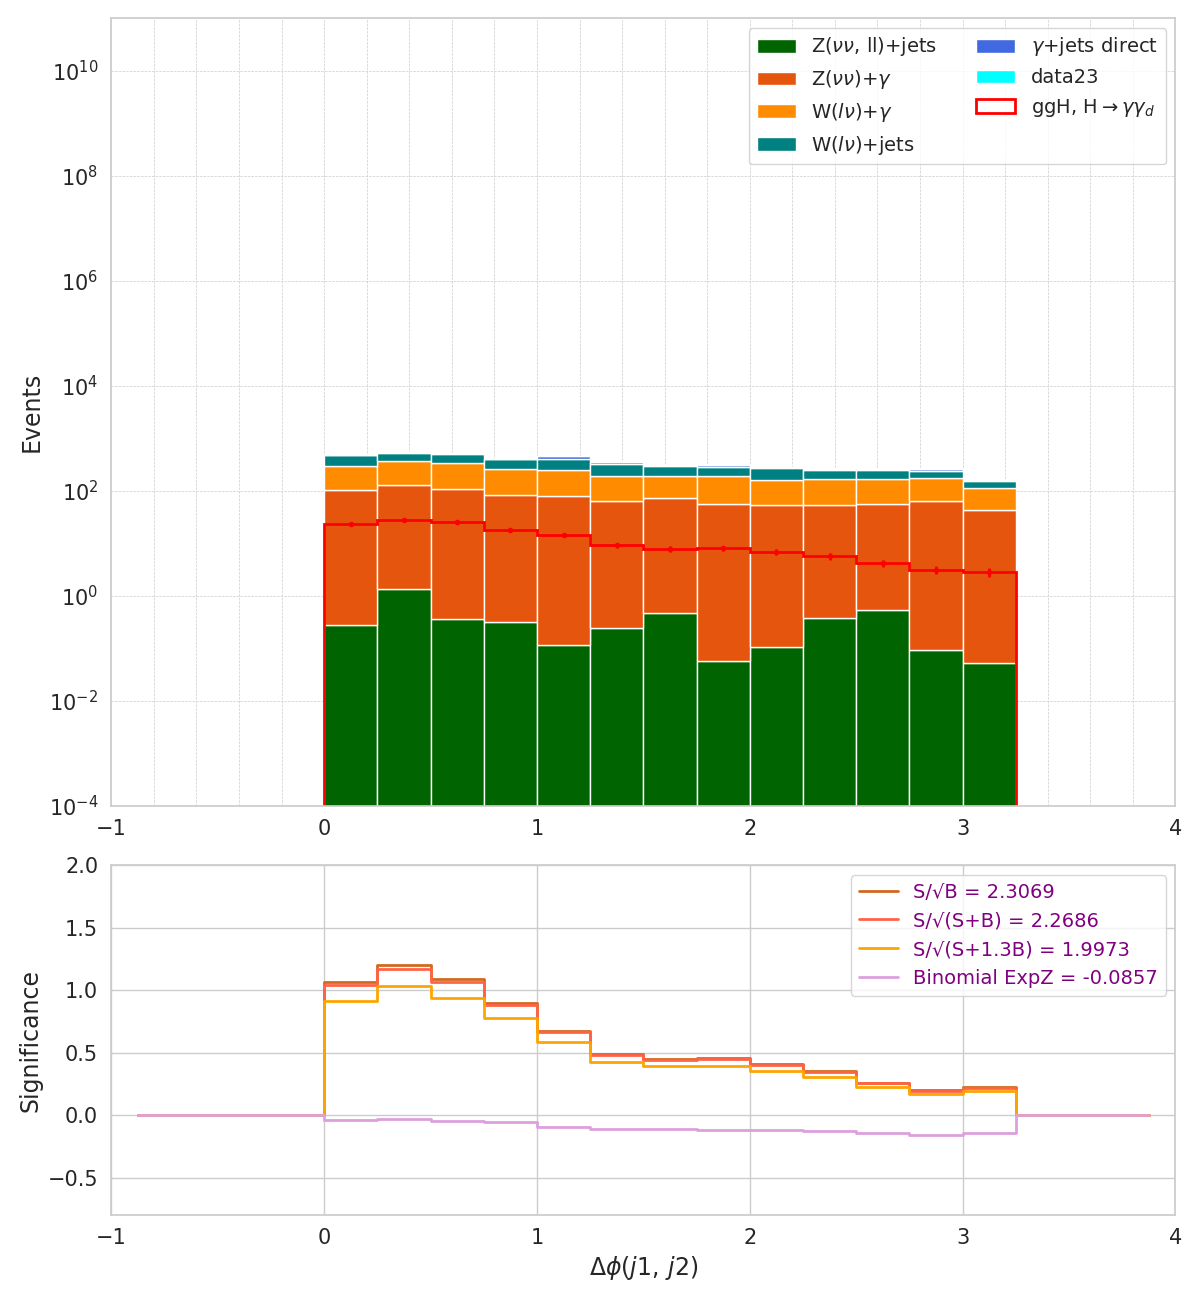 Z(νν, ll)+jets
Z(νν)+γ
W(lν)+γ
W(lν)+jets
γ+jets direct
data23
ggH, H→γγ_d
Events
10^10
10^8
10^6
10^4
10^2
10^0
10^−2
10^−4
−1 0 1 2 3 4
S/√B = 2.3069
S/√(S+B) = 2.2686
S/√(S+1.3B) = 1.9973
Binomial ExpZ = -0.0857
Significance
2.0
1.5
1.0
0.5
0.0
−0.5
−1 0 1 2 3 4
Δϕ(j1, j2)